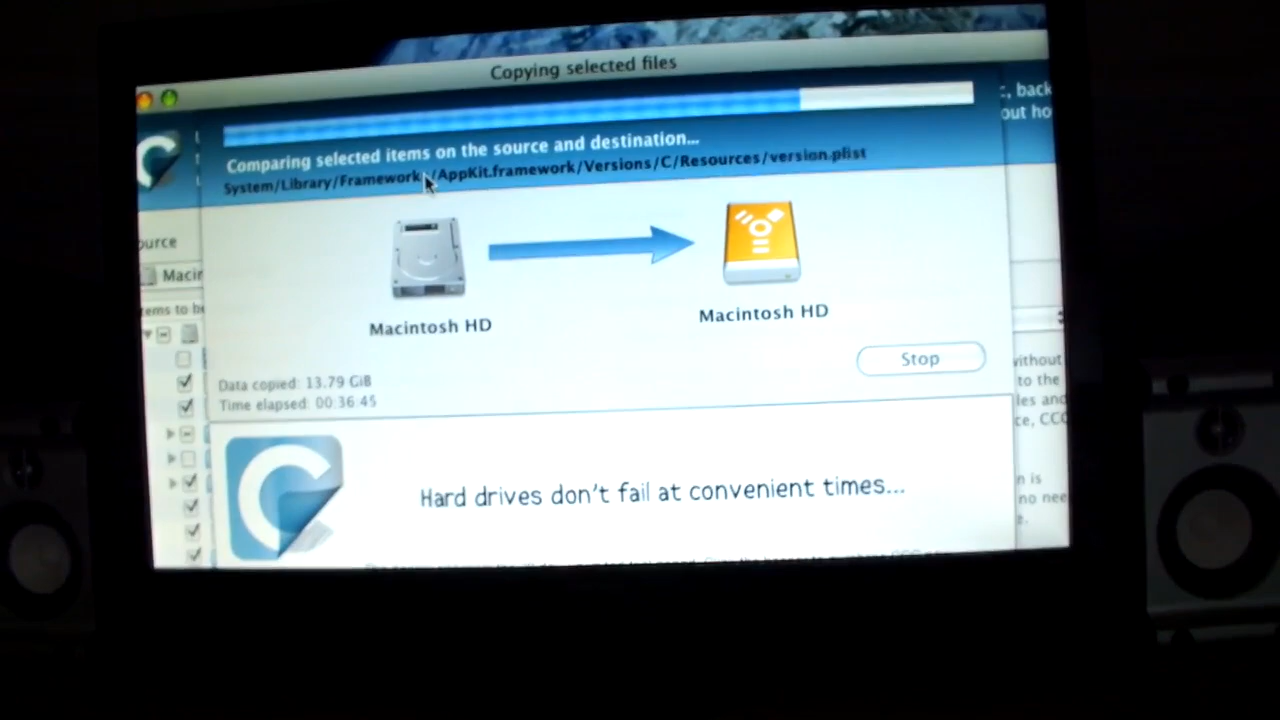 Copying selected files
, back
out ho
Comparing selected items on the source and destination...
System/Library/Framework /AppKit.framework/Versions/C/Resources/version.plist
ource
Macin
tems to be
Macintosh HD
Macintosh HD
Stop
Data copied: 13.79 GiB
Time elapsed: 00:36:45
without
to the
les and
ce, CCC
n is
no nee
e.
Hard drives don't fail at convenient times...